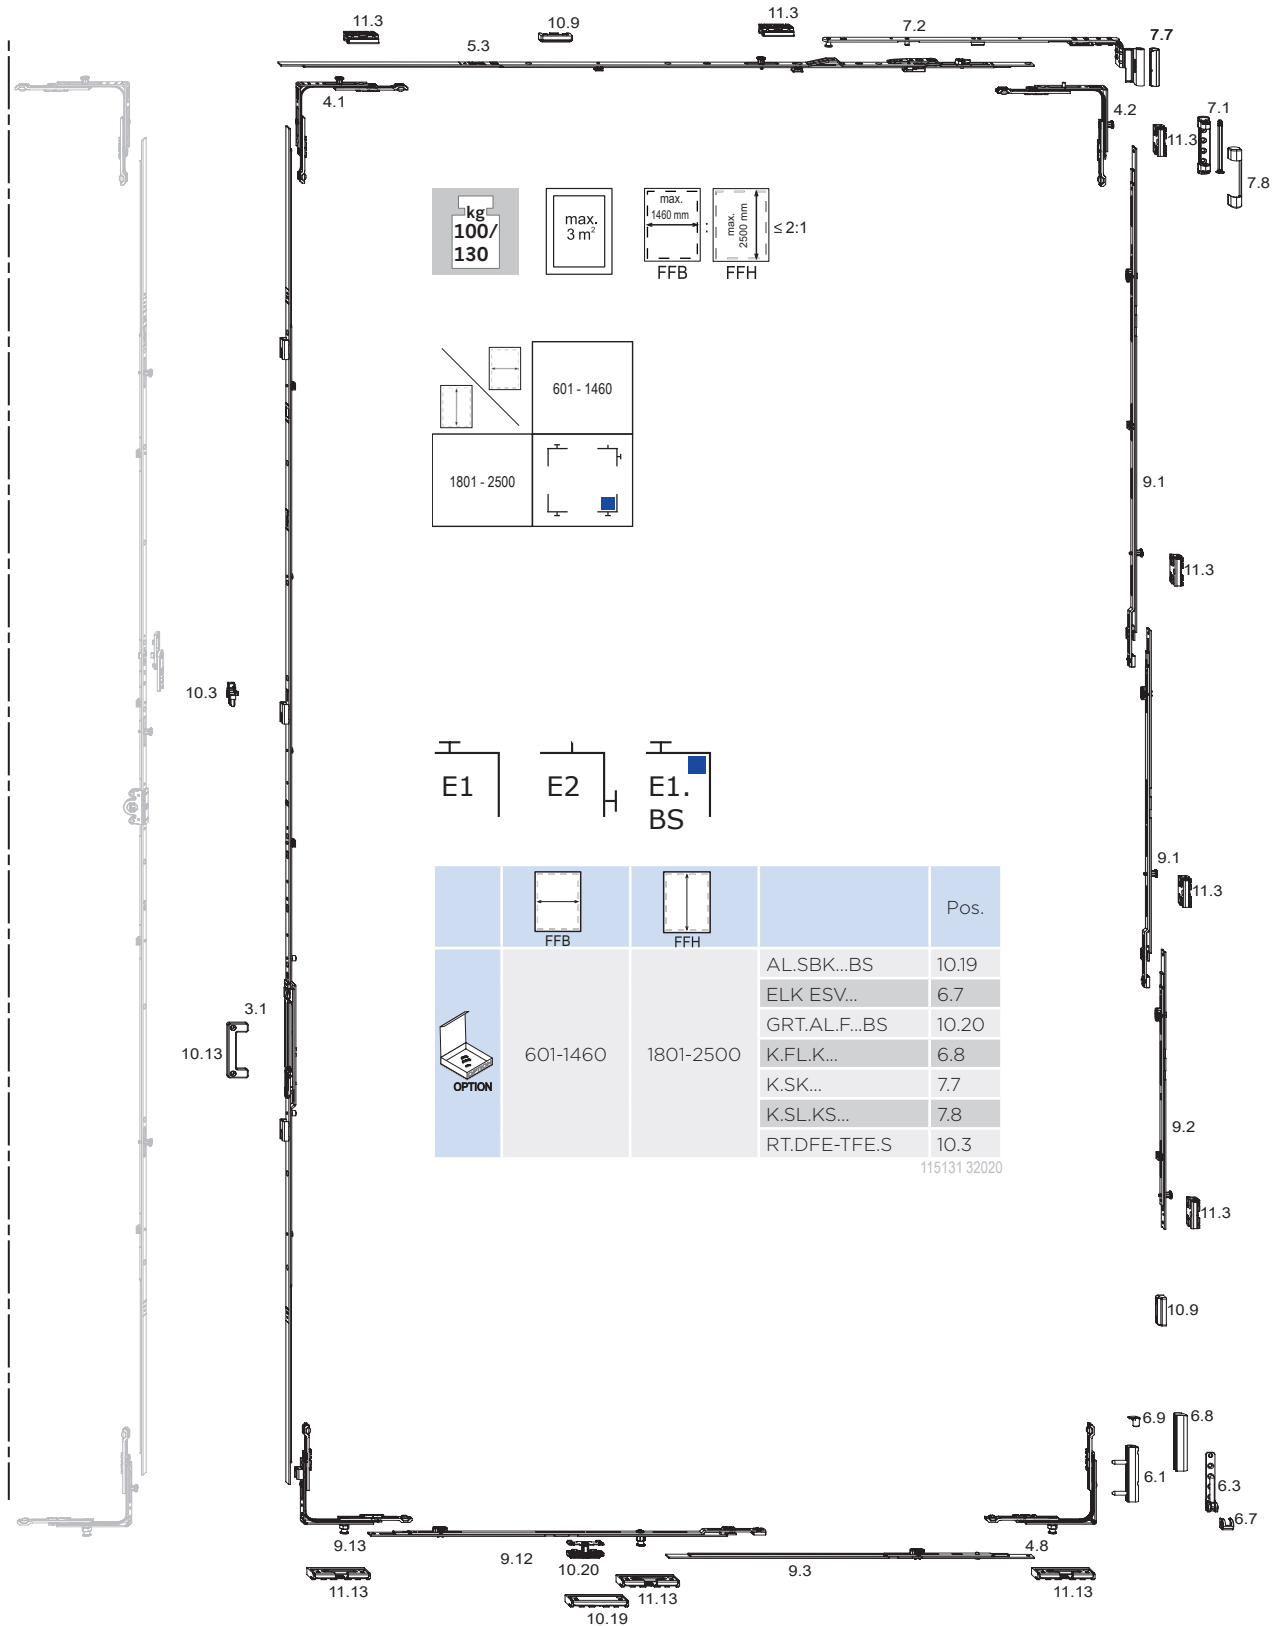 11.3
10.9
11.3
7.2
7.7
5.3
4.1
4.2
7.1
11.3
7.8
kg
100/
130
max.
3 m²
max.
1460 mm
FFB
:
max.
2500 mm
FFH
≤ 2:1
601 - 1460
1801 - 2500
9.1
11.3
10.3
E1
E2
E1.
BS
9.1
11.3
FFB
FFH
Pos.
OPTION
601-1460
1801-2500
AL.SBK...BS 10.19
ELK ESV... 6.7
GRT.AL.F...BS 10.20
K.FL.K... 6.8
K.SK... 7.7
K.SL.KS... 7.8
RT.DFE-TFE.S 10.3
115131 32020
3.1
10.13
9.2
11.3
10.9
6.9
6.8
6.1
6.3
6.7
9.13
9.12
10.20
9.3
4.8
11.13
11.13
11.13
10.19